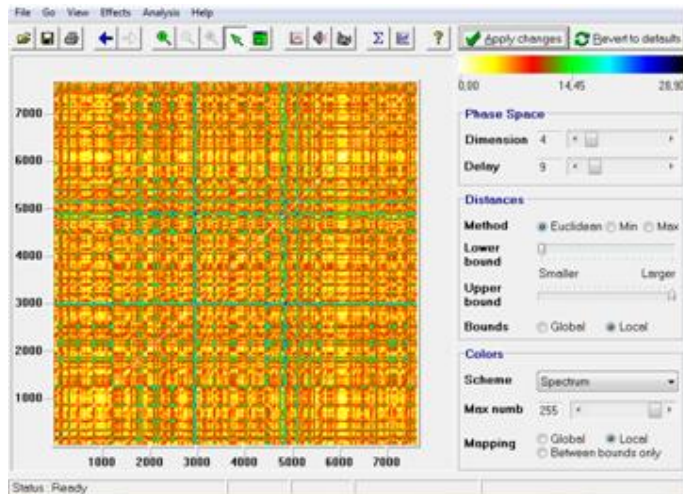 File Go View Effects Analysis Help
Apply changes Revert to defaults
0,00 14,45 28,90
Phase Space
Dimension 4
Delay 9
Distances
Method Euclidean Min Max
Lower bound
Smaller Larger
Upper bound
Bounds Global Local
Colors
Scheme Spectrum
Max numb 255
Mapping Global Local
Between bounds only
7000
6000
5000
4000
3000
2000
1000
1000 2000 3000 4000 5000 6000 7000
Status : Ready